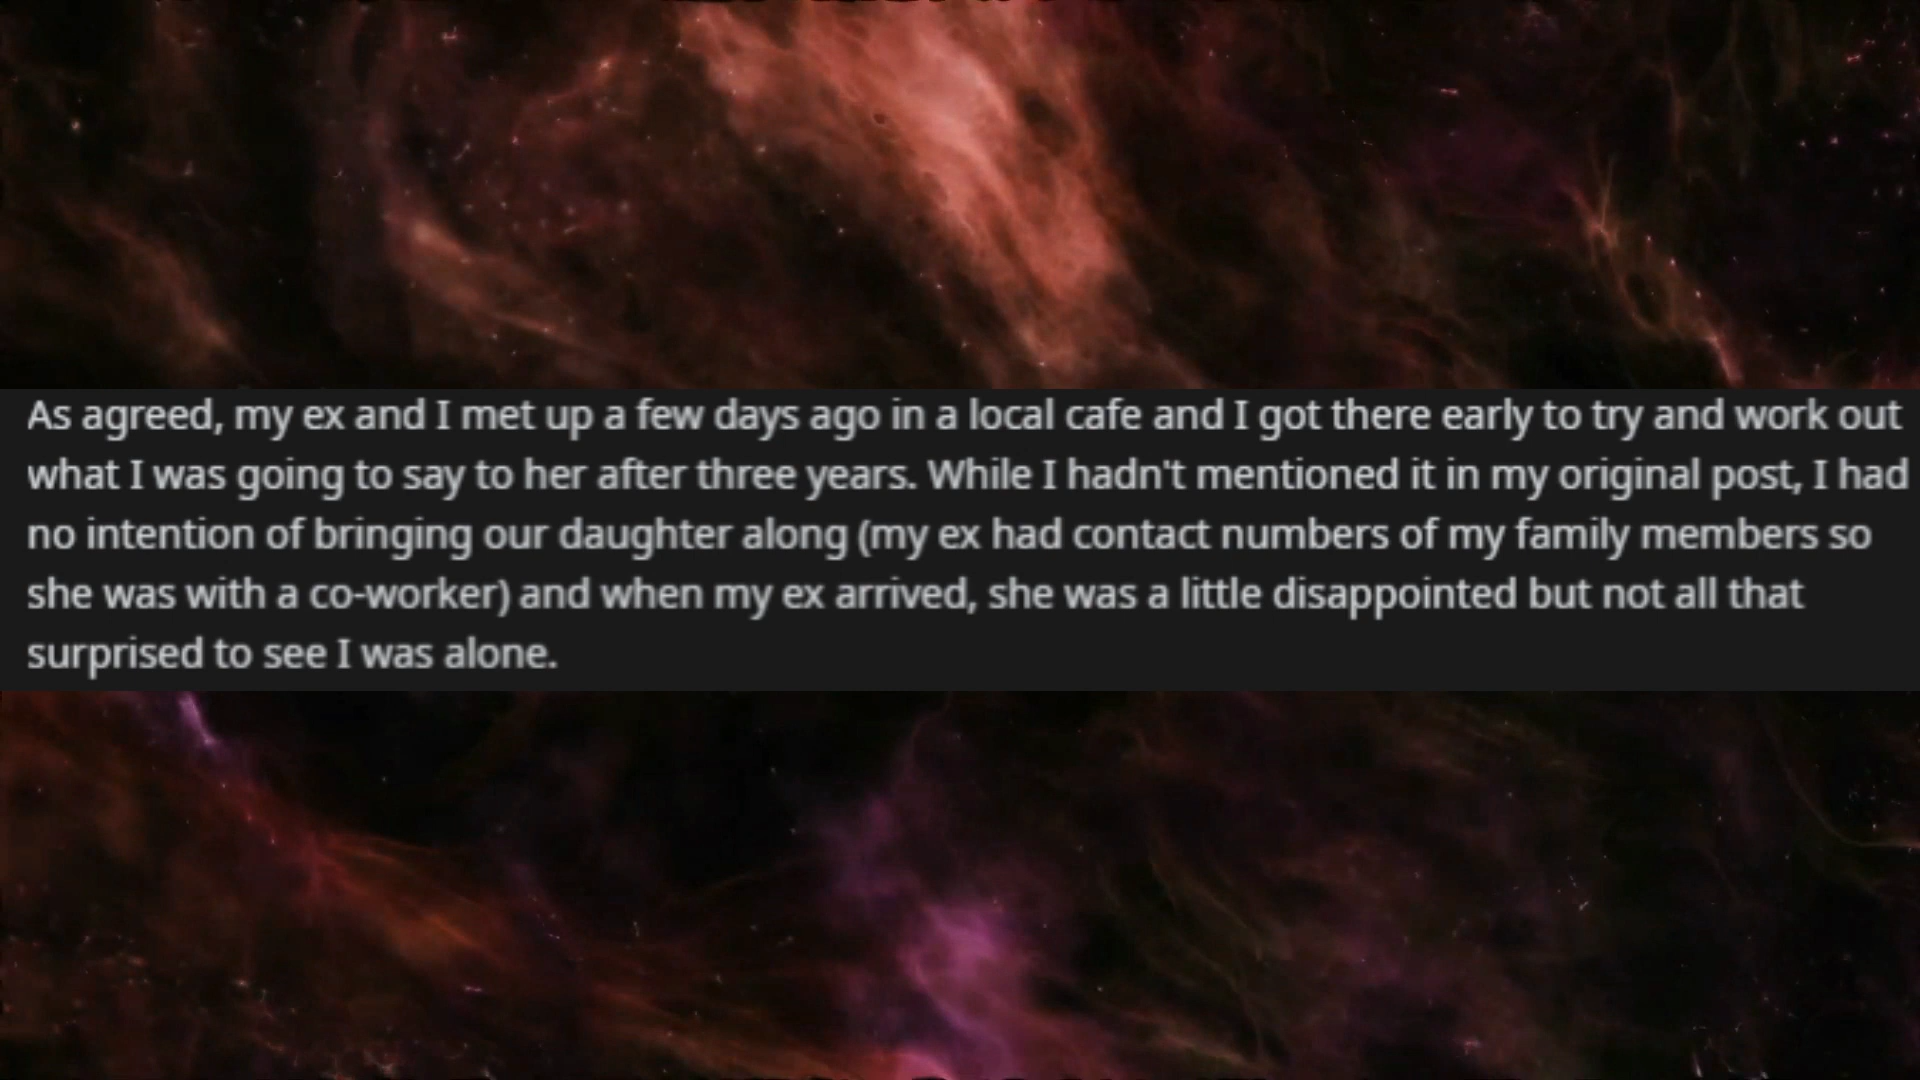 As agreed, my ex and I met up a few days ago in a local cafe and I got there early to try and work out
what I was going to say to her after three years. While I hadn't mentioned it in my original post, I had
no intention of bringing our daughter along (my ex had contact numbers of my family members so
she was with a co-worker) and when my ex arrived, she was a little disappointed but not all that
surprised to see I was alone.